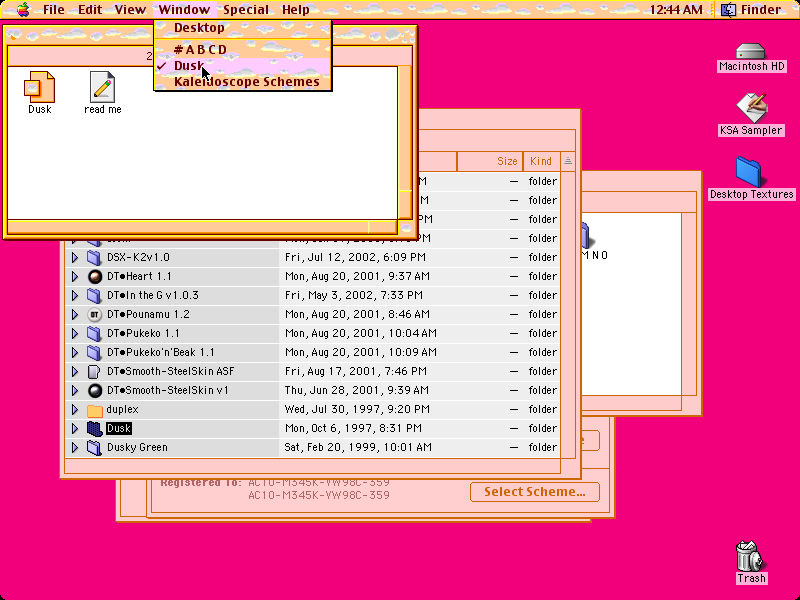 File Edit View Window Special Help 12:44 AM Finder
Desktop
#ABCD
Dusk
Kaleidoscope Schemes
2
Dusk
read me
Macintosh HD
KSA Sampler
Desktop Textures
Size Kind
M — folder
M — folder
PM — folder
— folder
DSX-K2v1.0 Fri, Jul 12, 2002, 6:09 PM — folder
DT•Heart 1.1 Mon, Aug 20, 2001, 9:37 AM — folder
DT•In the G v1.0.3 Fri, May 3, 2002, 7:33 PM — folder
DT•Pounamu 1.2 Mon, Aug 20, 2001, 8:46 AM — folder
DT•Pukeko 1.1 Mon, Aug 20, 2001, 10:04 AM — folder
DT•Pukeko'n'Beak 1.1 Mon, Aug 20, 2001, 10:09 AM — folder
DT•Smooth-SteelSkin ASF Fri, Aug 17, 2001, 7:46 PM — folder
DT•Smooth-SteelSkin v1 Thu, Jun 28, 2001, 9:39 AM — folder
duplex Wed, Jul 30, 1997, 9:20 PM — folder
Dusk Mon, Oct 6, 1997, 8:31 PM — folder
Dusky Green Sat, Feb 20, 1999, 10:01 AM — folder
M N O
Registered To: AC10-M345K-VW98C-359
AC10-M345K-VW98C-359
Select Scheme...
Trash